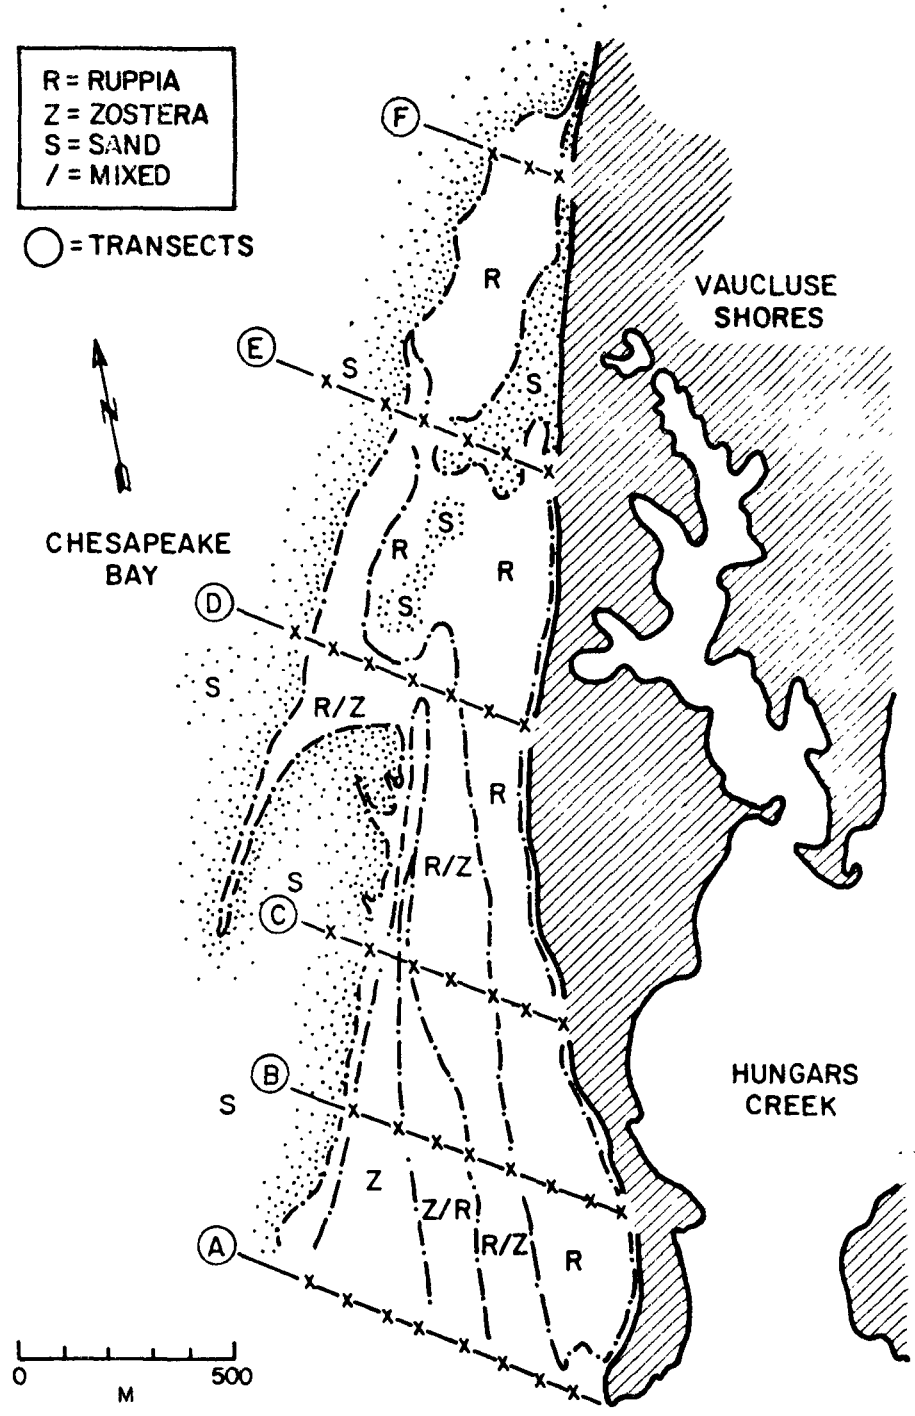 R = RUPPIA
Z = ZOSTERA
S = SAND
/ = MIXED
= TRANSECTS
F
R
VAUCLUSE
SHORES
E
S
S
N
CHESAPEAKE
BAY
S
R
R
D
S
S
R/Z
R
R/Z
S
C
B
HUNGARS
CREEK
S
Z
Z/R
R/Z
A
R
0
500
M